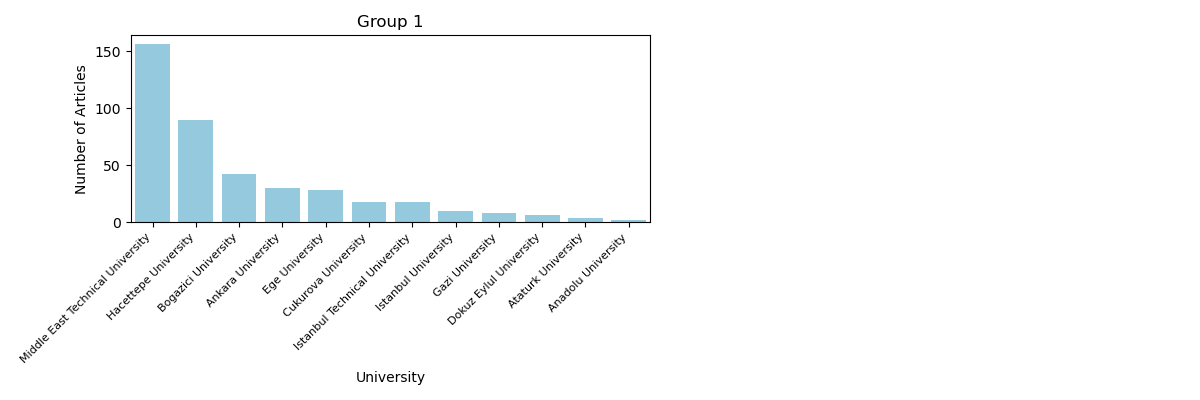 Group 1
Number of Articles
150
100
50
0
Middle East Technical University
Hacettepe University
Bogazici University
Ankara University
Ege University
Cukurova University
Istanbul Technical University
Istanbul University
Gazi University
Dokuz Eylul University
Ataturk University
Anadolu University
University